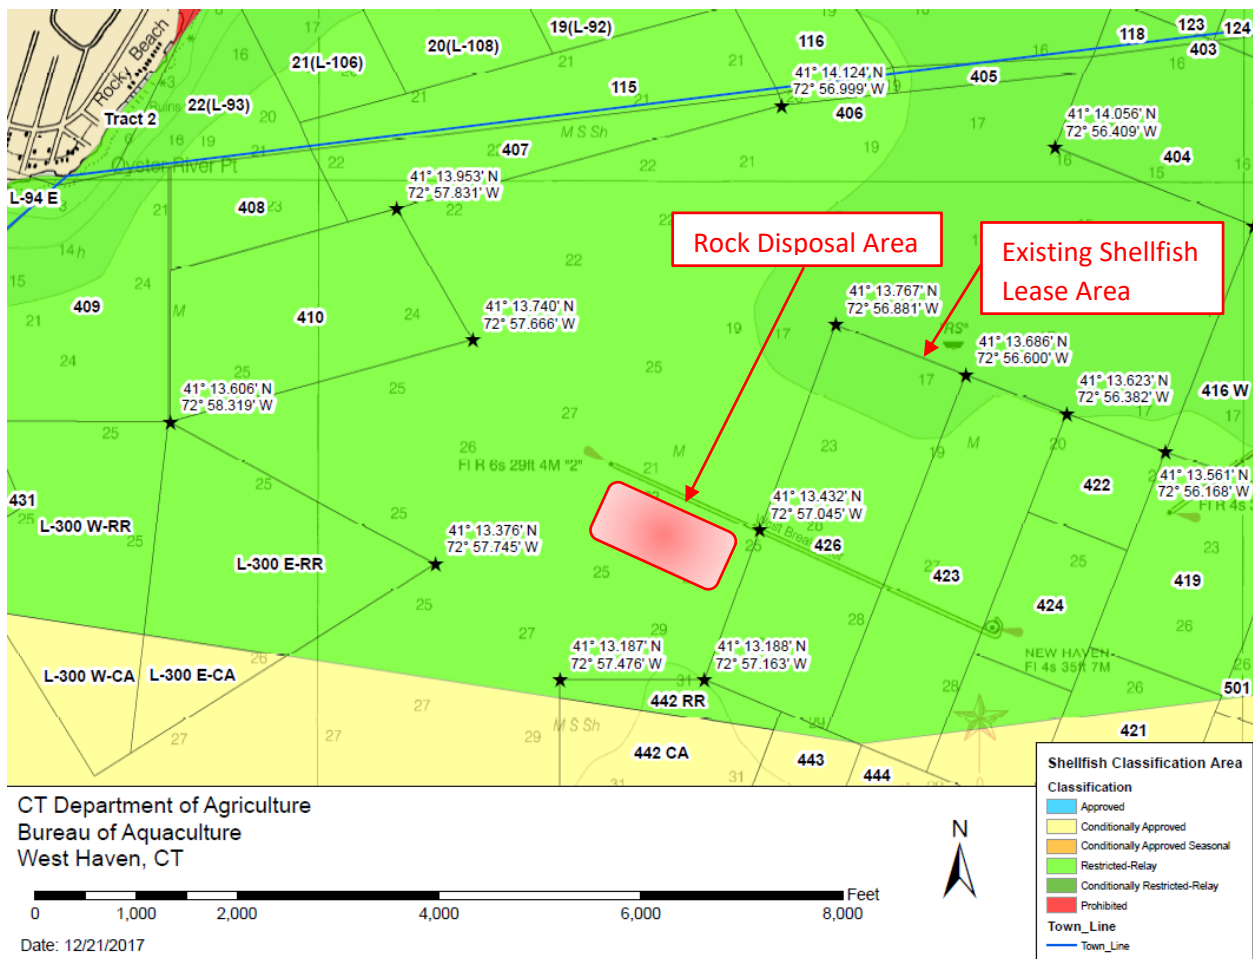 19(L-92)
20(L-108)
21(L-106)
22(L-93)
Rocky Beach
Ruins
Tract 2
Oyster River Pt
L-94 E
116
118
123
124
403
405
115
406
407
404
408
409
410
M S Sh
41° 14.124' N
72° 56.999' W
41° 14.056' N
72° 56.409' W
41° 13.953' N
72° 57.831' W
Rock Disposal Area
Existing Shellfish
Lease Area
41° 13.740' N
72° 57.666' W
41° 13.767' N
72° 56.881' W
"RS"
41° 13.686' N
72° 56.600' W
41° 13.606' N
72° 58.319' W
41° 13.623' N
72° 56.382' W
416 W
Fl R 6s 29ft 4M "2"
41° 13.561' N
72° 56.168' W
Fl R 4s 3
422
431
L-300 W-RR
L-300 E-RR
41° 13.432' N
72° 57.045' W
426
41° 13.376' N
72° 57.745' W
423
424
419
NEW HAVEN
Fl 4s 35ft 7M
41° 13.187' N
72° 57.476' W
41° 13.188' N
72° 57.163' W
L-300 W-CA
L-300 E-CA
442 RR
M S Sh
442 CA
443
444
421
501
Shellfish Classification Area
Classification
Approved
Conditionally Approved
Conditionally Approved Seasonal
Restricted-Relay
Conditionally Restricted-Relay
Prohibited
Town_Line
Town_Line
CT Department of Agriculture
Bureau of Aquaculture
West Haven, CT
N
Feet
0 1,000 2,000 4,000 6,000 8,000
Date: 12/21/2017